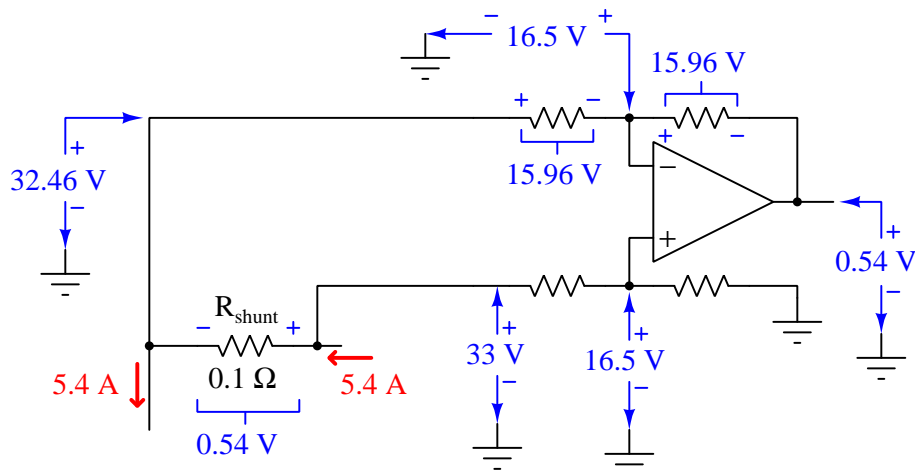 − 16.5 V +
15.96 V
+ −
+ −
+
32.46 V
−
15.96 V
−
+
+
0.54 V
−
R_shunt
− +
0.1 Ω
5.4 A
5.4 A
0.54 V
+
33 V
−
+
16.5 V
−